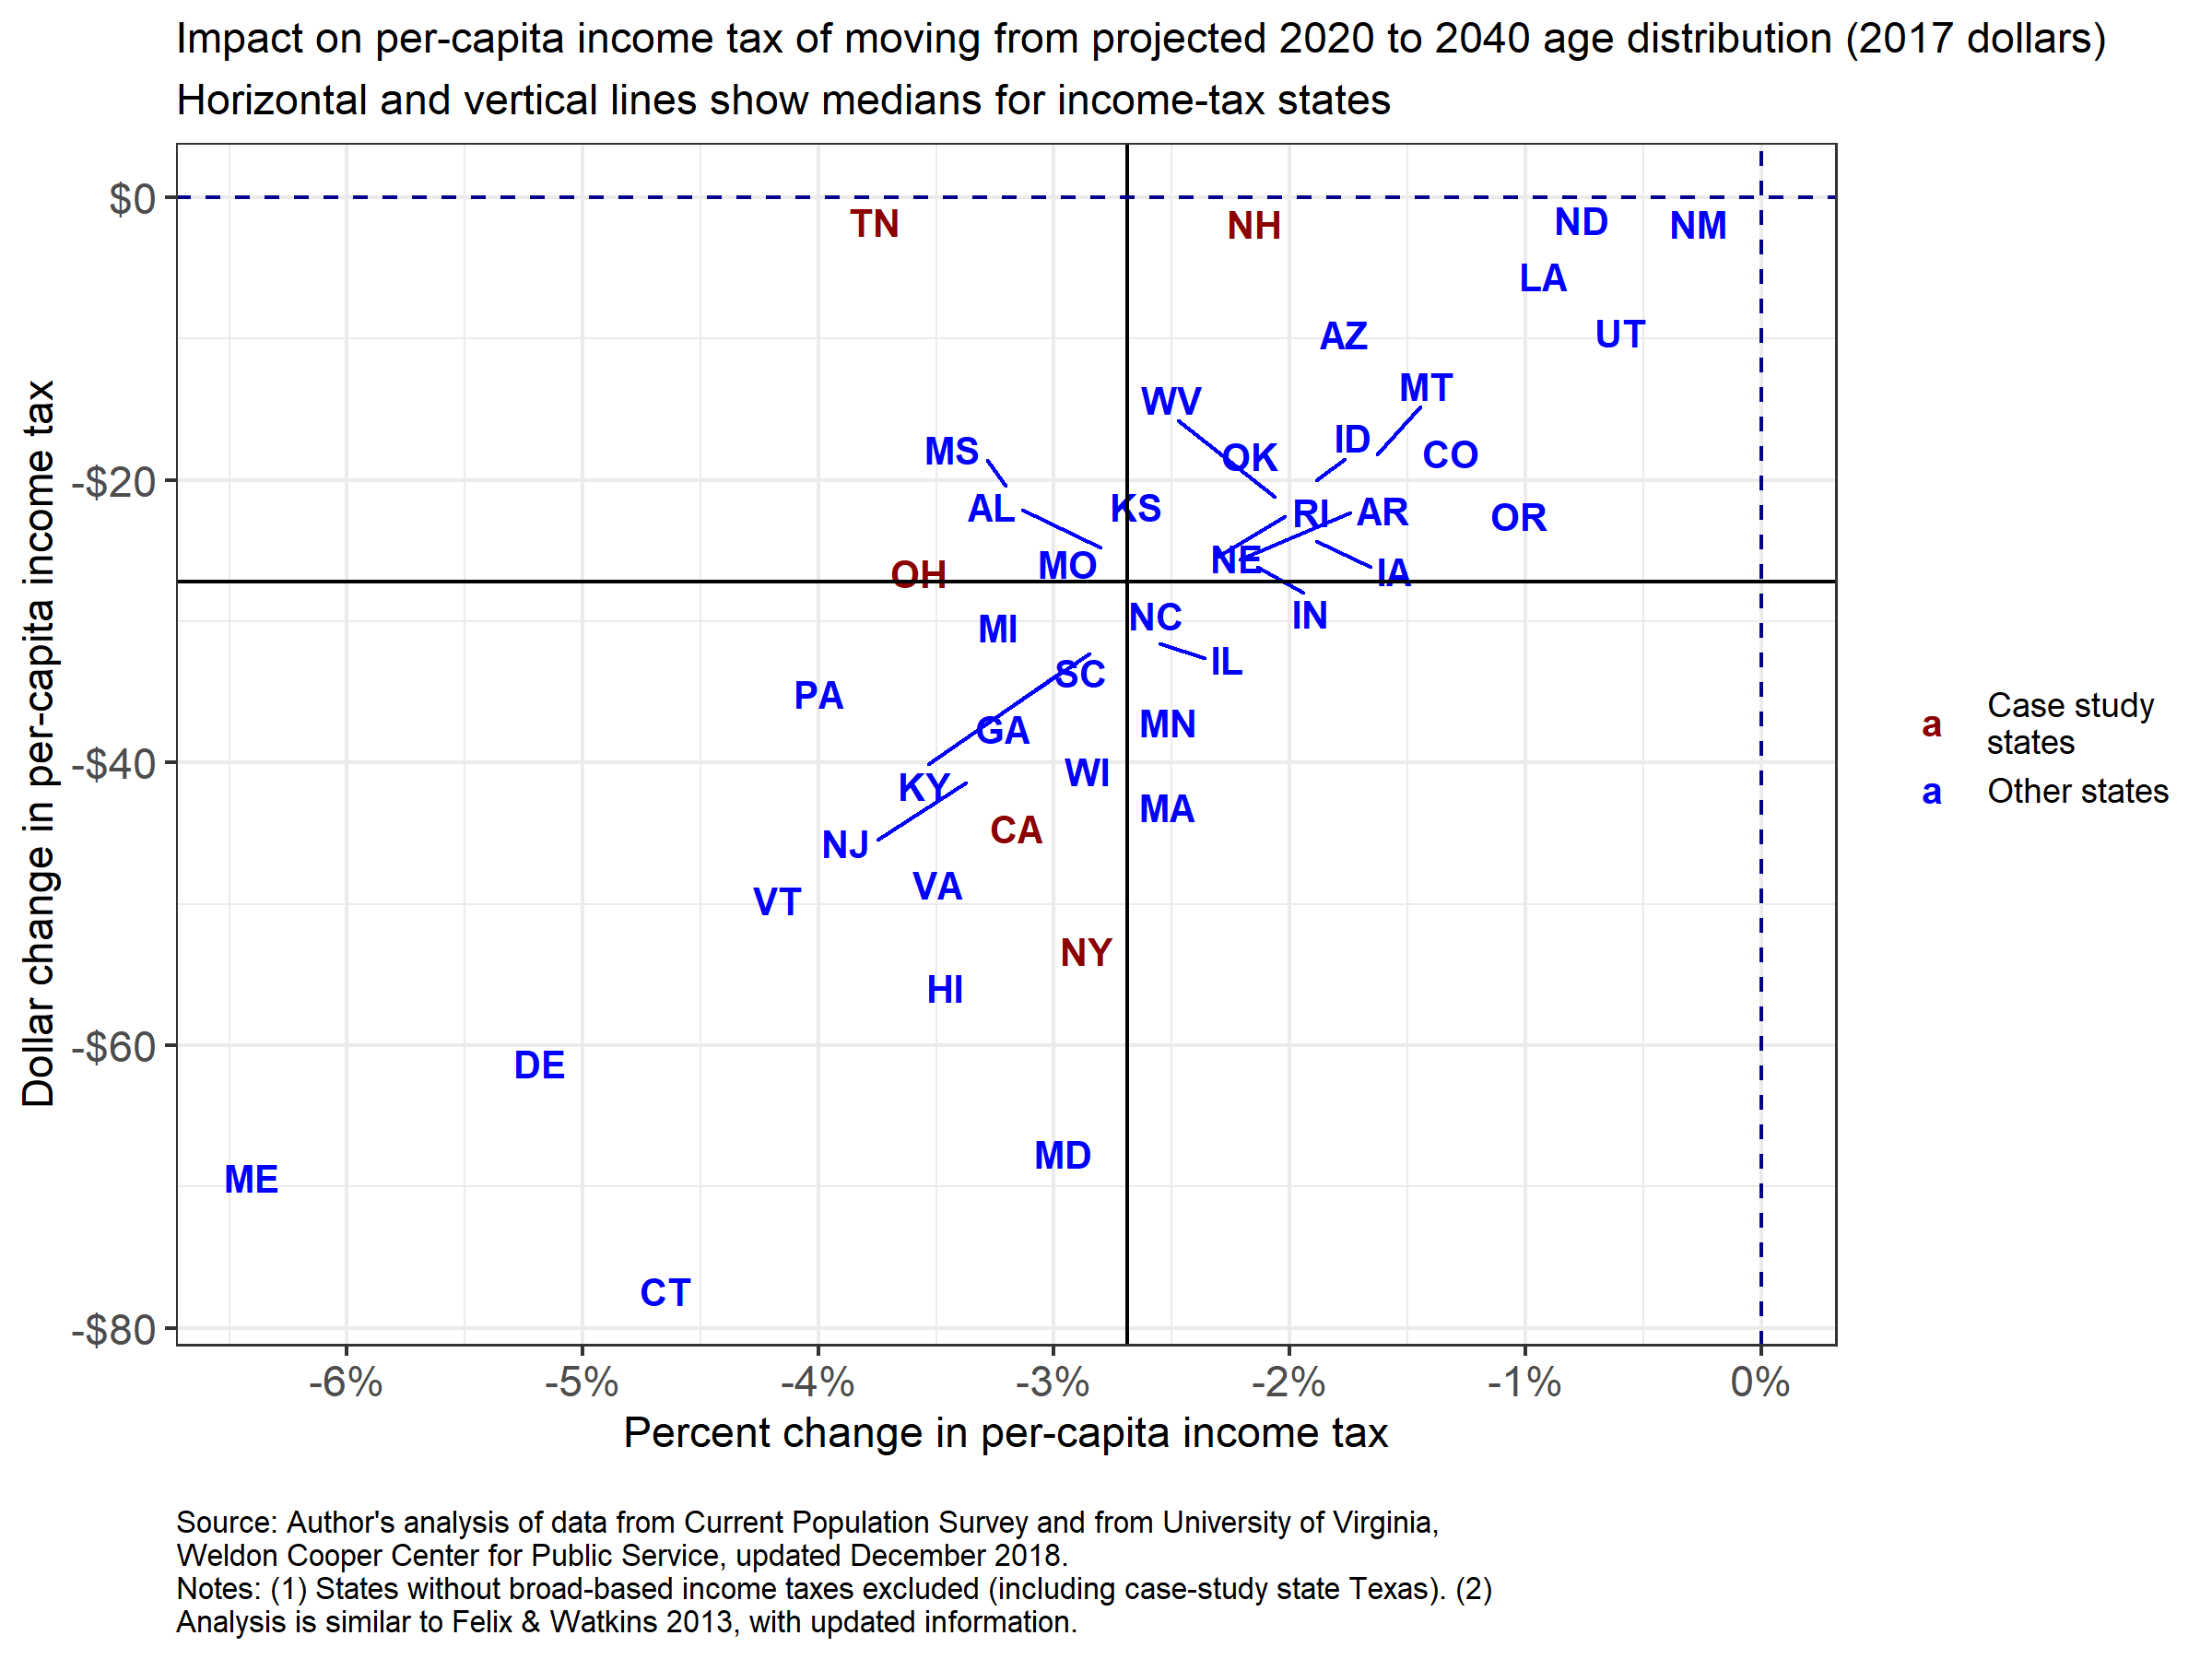 Impact on per-capita income tax of moving from projected 2020 to 2040 age distribution (2017 dollars)
Horizontal and vertical lines show medians for income-tax states
Dollar change in per-capita income tax
$0
-$20
-$40
-$60
-$80
TN
NH
ND
NM
LA
UT
AZ
MT
WV
ID
MS
OK
CO
AL
KS
RI
AR
OR
MO
NE
OH
IA
NC
IN
MI
IL
SC
PA
GA
MN
WI
KY
MA
CA
NJ
VA
VT
NY
HI
DE
MD
ME
CT
a Case study
states
a Other states
-6%
-5%
-4%
-3%
-2%
-1%
0%
Percent change in per-capita income tax
Source: Author's analysis of data from Current Population Survey and from University of Virginia,
Weldon Cooper Center for Public Service, updated December 2018.
Notes: (1) States without broad-based income taxes excluded (including case-study state Texas). (2)
Analysis is similar to Felix & Watkins 2013, with updated information.